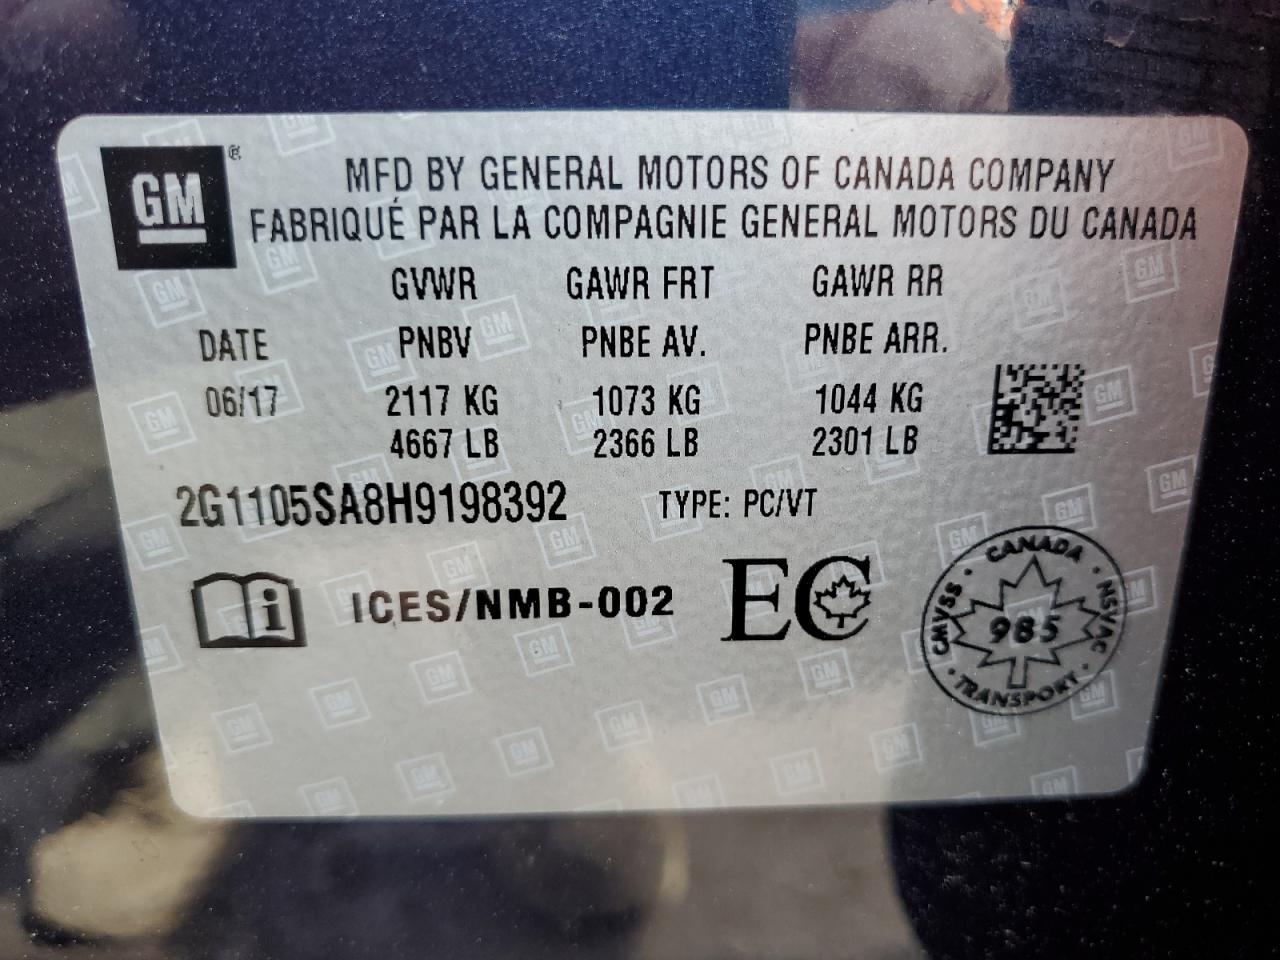 GM
MFD BY GENERAL MOTORS OF CANADA COMPANY
FABRIQUÉ PAR LA COMPAGNIE GENERAL MOTORS DU CANADA
GVWR GAWR FRT GAWR RR
DATE PNBV PNBE AV. PNBE ARR.
06/17 2117 KG 1073 KG 1044 KG
4667 LB 2366 LB 2301 LB
2G1105SA8H9198392 TYPE: PC/VT
i ICES/NMB-002 EC
CANADA
CMVSS · 985 · NSVAC
TRANSPORT